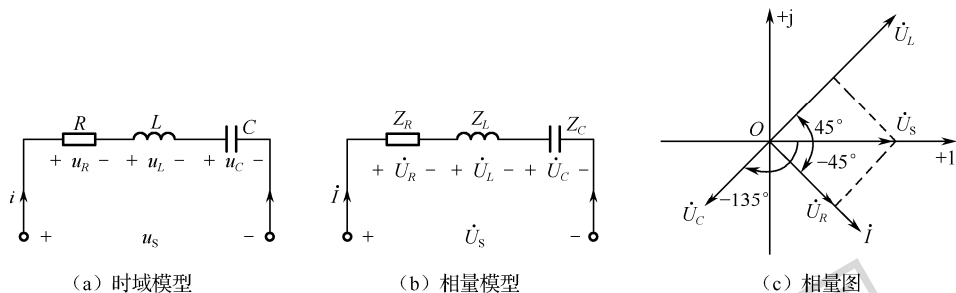 R L C
+ u_R − + u_L − + u_C −
i
+ u_S −
（a）时域模型
Z_R Z_L Z_C
+ U̇_R − + U̇_L − + U̇_C −
İ
+ U̇_S −
（b）相量模型
+j
U̇_L
O 45° U̇_S
−45° +1
−135°
U̇_C U̇_R İ
（c）相量图